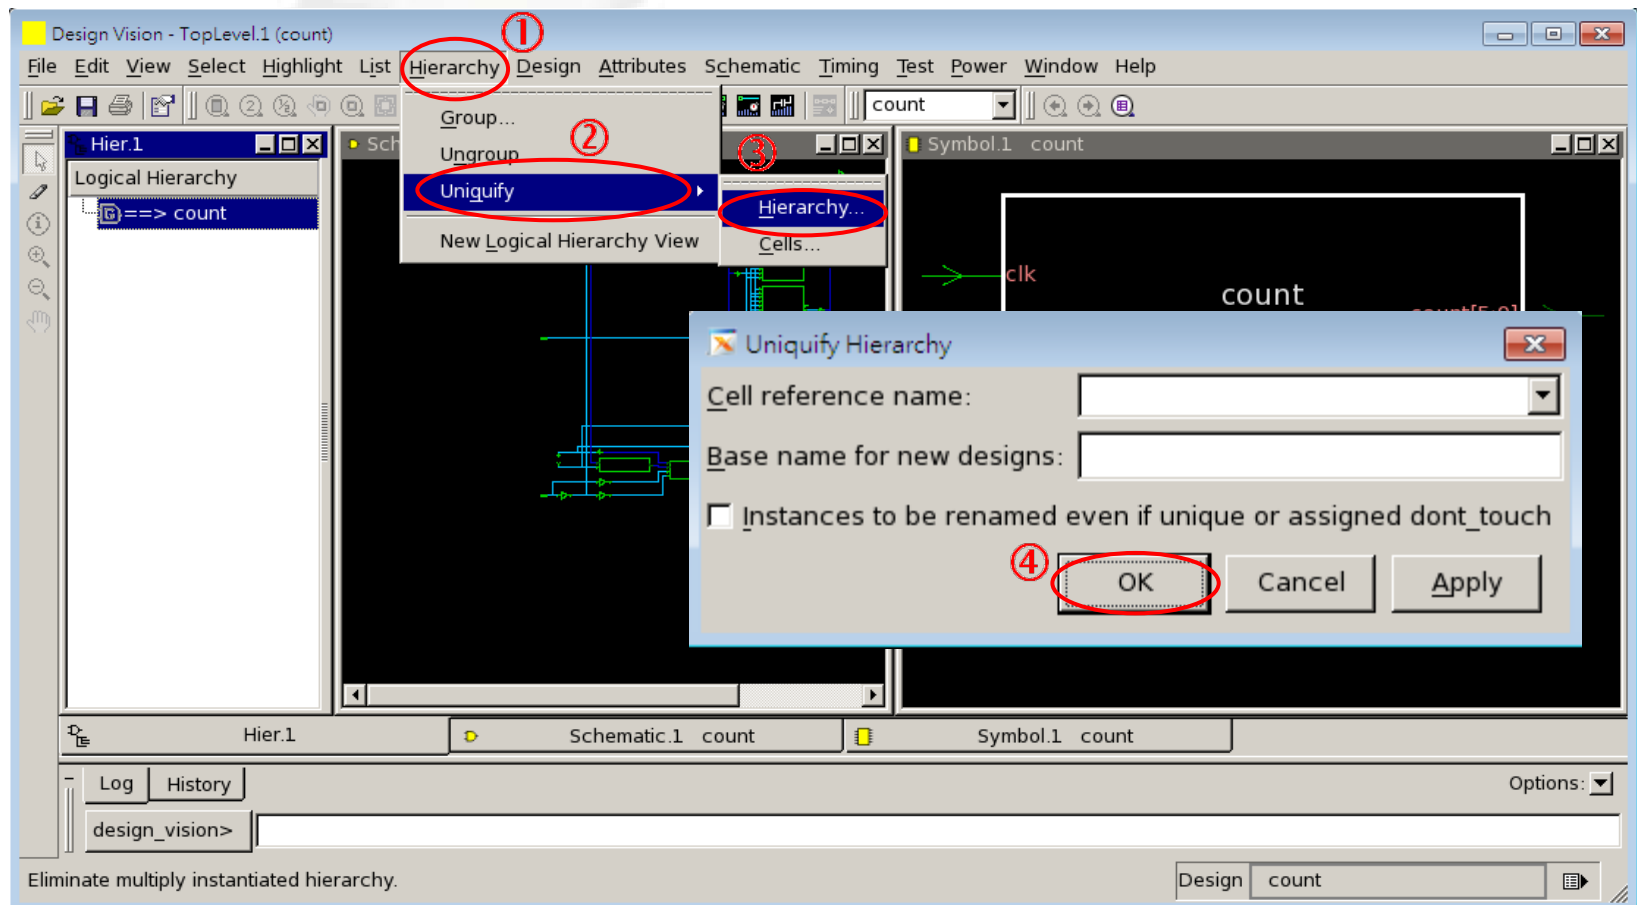 ①
Design Vision - TopLevel.1 (count)
File Edit View Select Highlight List Hierarchy Design Attributes Schematic Timing Test Power Window Help
count
Group...
②
Ungroup
③
Uniquify
Hierarchy...
New Logical Hierarchy View
Cells...
Hier.1
Logical Hierarchy
==> count
Sch
Symbol.1 count
clk
count
Uniquify Hierarchy
Cell reference name:
Base name for new designs:
Instances to be renamed even if unique or assigned dont_touch
④
OK Cancel Apply
Hier.1 Schematic.1 count Symbol.1 count
Log History Options:
design_vision>
Eliminate multiply instantiated hierarchy. Design count